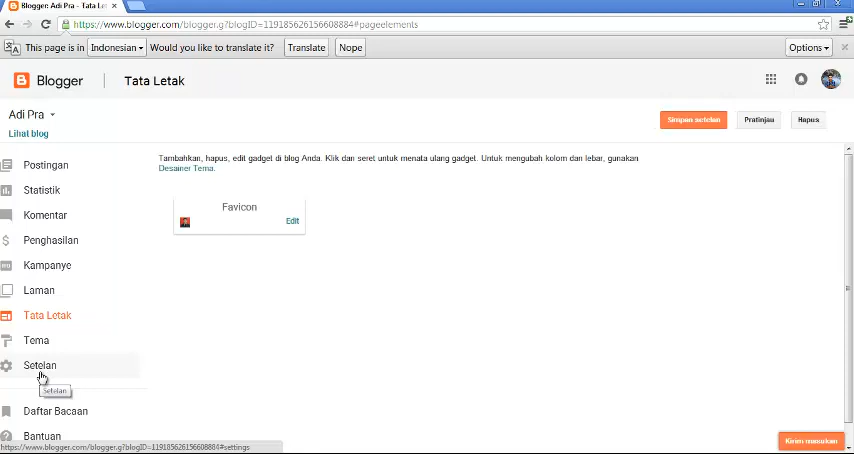 Blogger: Adi Pra - Tata Let
https://www.blogger.com/blogger.g?blogID=119185626156608884#pageelements
This page is in Indonesian Would you like to translate it? Translate Nope Options
Blogger Tata Letak
Adi Pra
Lihat blog
Simpan setelan Pratinjau Hapus
Tambahkan, hapus, edit gadget di blog Anda. Klik dan seret untuk menata ulang gadget. Untuk mengubah kolom dan lebar, gunakan
Desainer Tema.
Favicon
Edit
Postingan
Statistik
Komentar
Penghasilan
Kampanye
Laman
Tata Letak
Tema
Setelan
Setelan
Daftar Bacaan
Bantuan
Kirim masukan
https://www.blogger.com/blogger.g?blogID=119185626156608884#settings